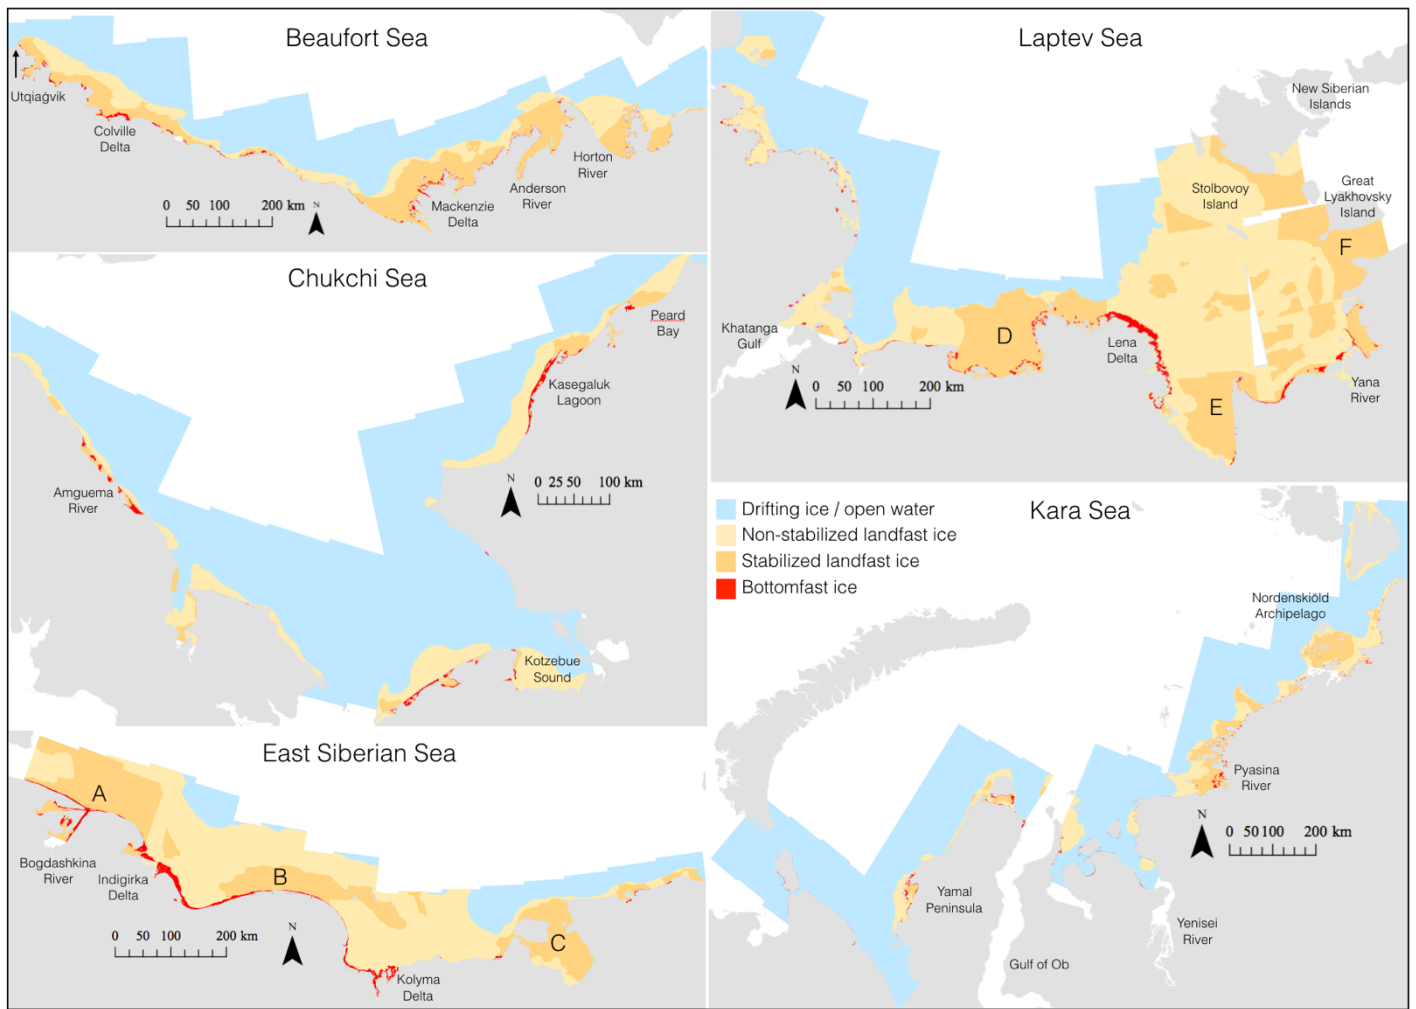 Beaufort Sea
Utqiaġvik
Colville
Delta
Mackenzie
Delta
Anderson
River
Horton
River
0 50 100 200 km
N
Chukchi Sea
Peard
Bay
Kasegaluk
Lagoon
N
0 25 50 100 km
Amguema
River
Kotzebue
Sound
East Siberian Sea
A
B
C
Bogdashkina
River
Indigirka
Delta
0 50 100 200 km
N
Kolyma
Delta
Laptev Sea
New Siberian
Islands
Stolbovoy
Island
Great
Lyakhovsky
Island
F
Khatanga
Gulf
D
Lena
Delta
E
Yana
River
N
0 50 100 200 km
Drifting ice / open water
Non-stabilized landfast ice
Stabilized landfast ice
Bottomfast ice
Kara Sea
Nordenskiöld
Archipelago
Pyasina
River
N
0 50 100 200 km
Yamal
Peninsula
Yenisei
River
Gulf of Ob